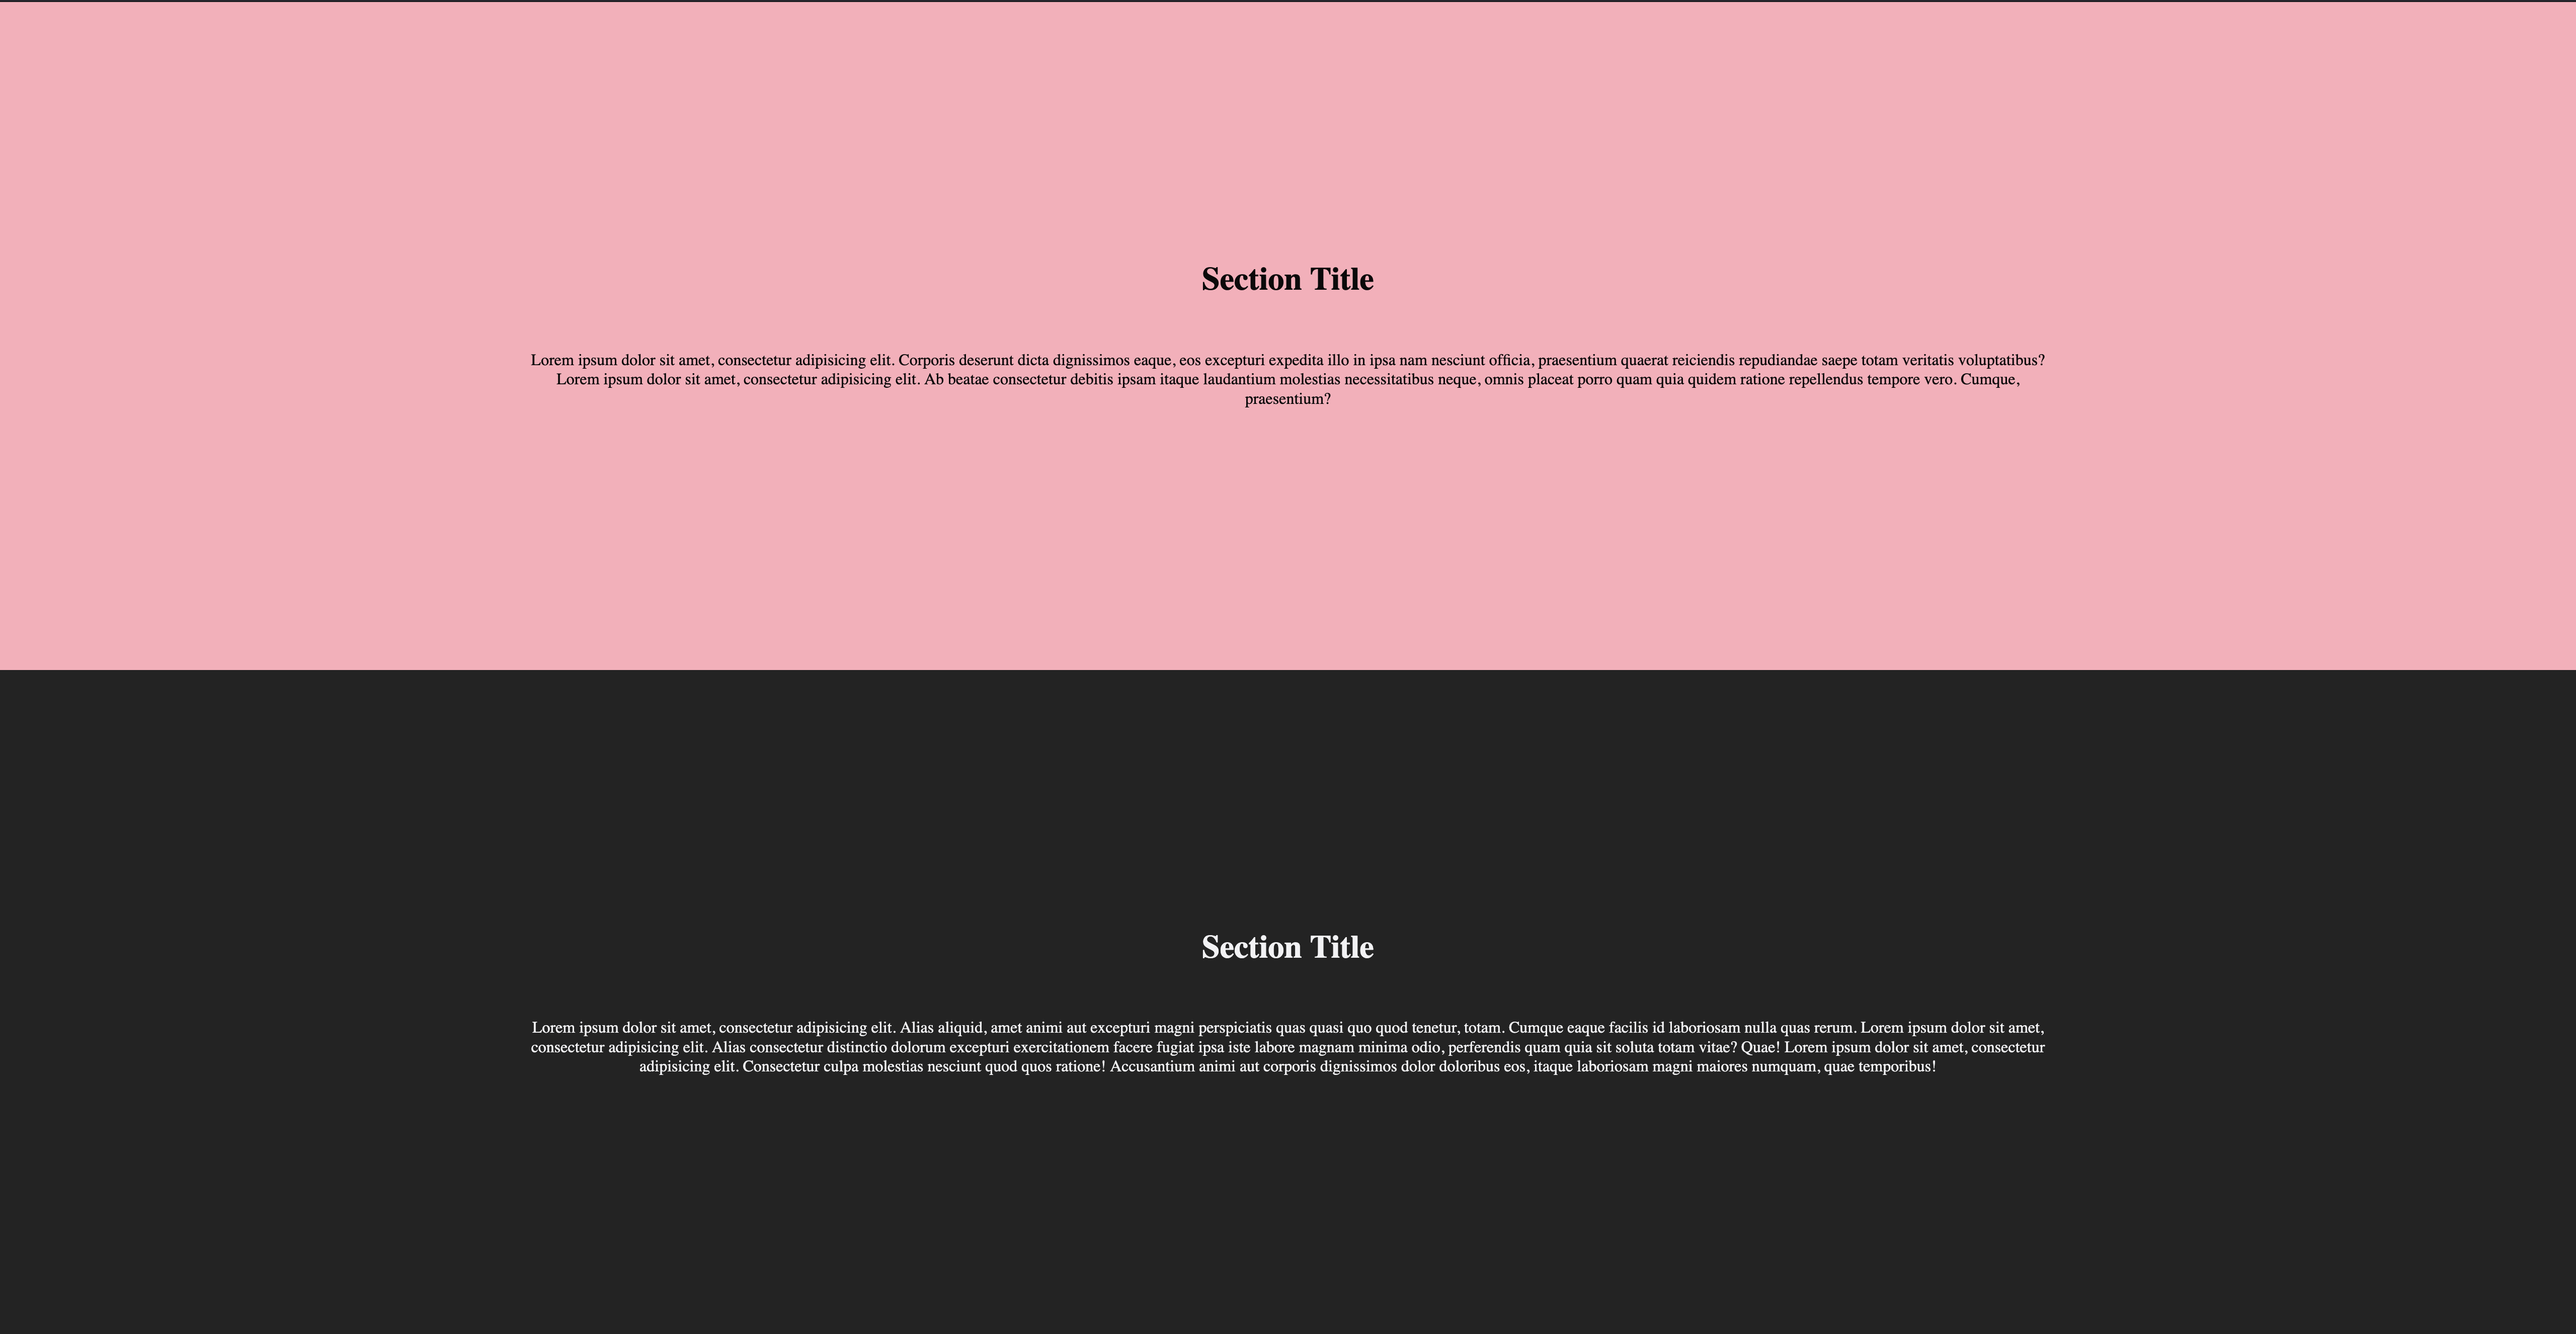 Section Title
Lorem ipsum dolor sit amet, consectetur adipisicing elit. Corporis deserunt dicta dignissimos eaque, eos excepturi expedita illo in ipsa nam nesciunt officia, praesentium quaerat reiciendis repudiandae saepe totam veritatis voluptatibus?
Lorem ipsum dolor sit amet, consectetur adipisicing elit. Ab beatae consectetur debitis ipsam itaque laudantium molestias necessitatibus neque, omnis placeat porro quam quia quidem ratione repellendus tempore vero. Cumque,
praesentium?
Section Title
Lorem ipsum dolor sit amet, consectetur adipisicing elit. Alias aliquid, amet animi aut excepturi magni perspiciatis quas quasi quo quod tenetur, totam. Cumque eaque facilis id laboriosam nulla quas rerum. Lorem ipsum dolor sit amet,
consectetur adipisicing elit. Alias consectetur distinctio dolorum excepturi exercitationem facere fugiat ipsa iste labore magnam minima odio, perferendis quam quia sit soluta totam vitae? Quae! Lorem ipsum dolor sit amet, consectetur
adipisicing elit. Consectetur culpa molestias nesciunt quod quos ratione! Accusantium animi aut corporis dignissimos dolor doloribus eos, itaque laboriosam magni maiores numquam, quae temporibus!